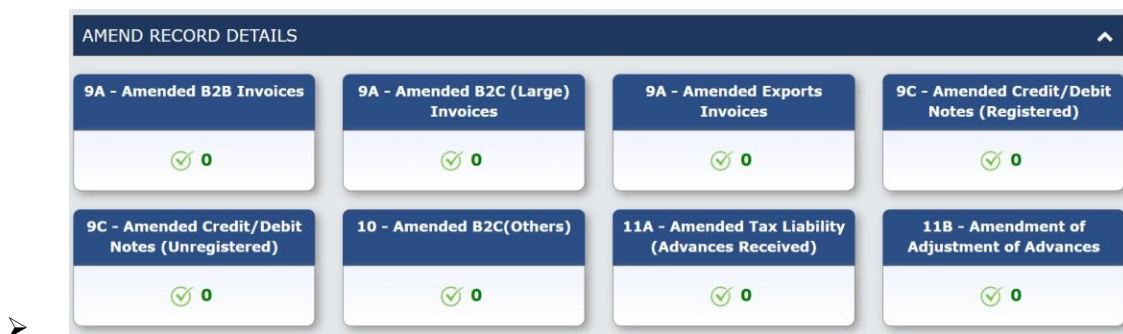 AMEND RECORD DETAILS
9A - Amended B2B Invoices
0
9A - Amended B2C (Large)
Invoices
0
9A - Amended Exports
Invoices
0
9C - Amended Credit/Debit
Notes (Registered)
0
9C - Amended Credit/Debit
Notes (Unregistered)
0
10 - Amended B2C(Others)
0
11A - Amended Tax Liability
(Advances Received)
0
11B - Amendment of
Adjustment of Advances
0